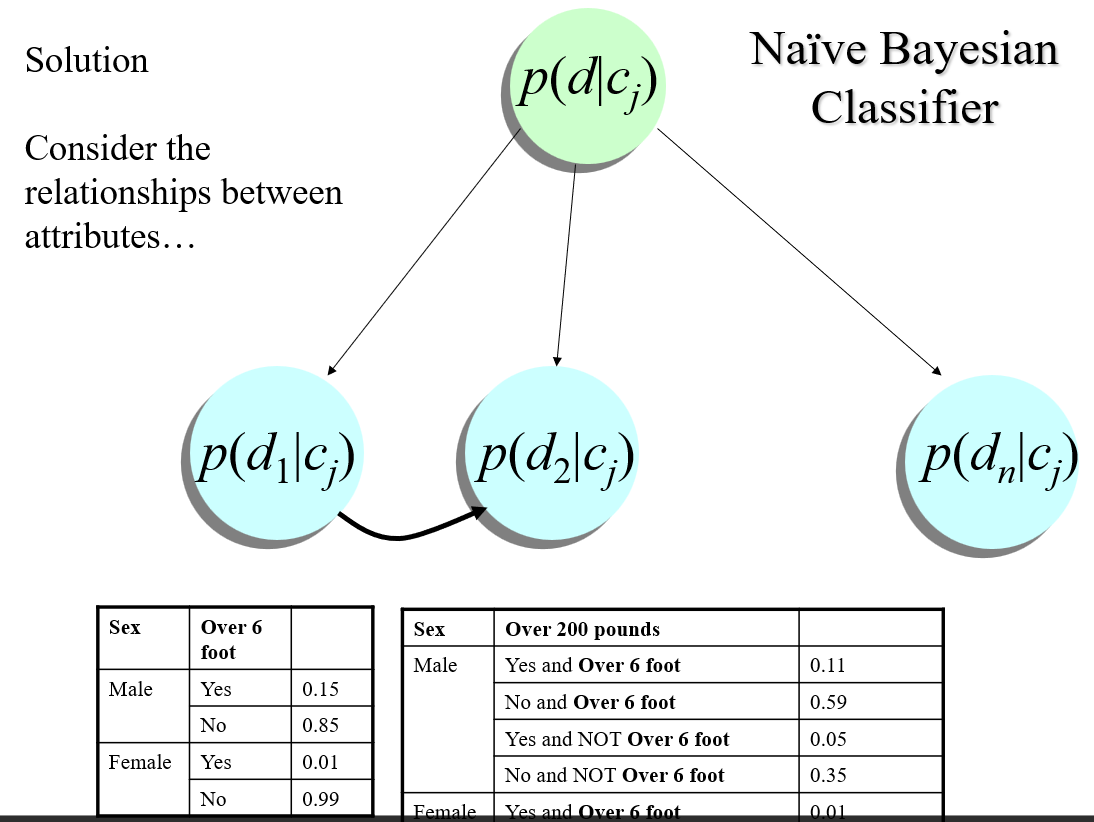 Solution
Consider the
relationships between
attributes…
Naïve Bayesian
Classifier
p(d|cj)
p(d1|cj)
p(d2|cj)
p(dn|cj)
Sex Over 6
foot
Male Yes 0.15
No 0.85
Female Yes 0.01
No 0.99
Sex Over 200 pounds
Male Yes and Over 6 foot 0.11
No and Over 6 foot 0.59
Yes and NOT Over 6 foot 0.05
No and NOT Over 6 foot 0.35
Female Yes and Over 6 foot 0.01